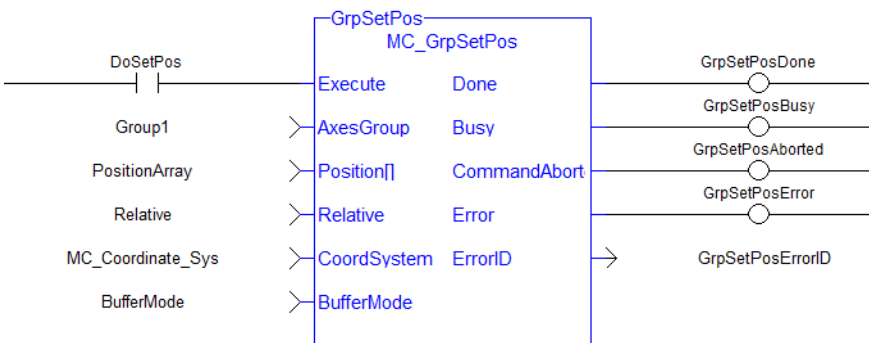 GrpSetPos
MC_GrpSetPos
DoSetPos
Execute Done
GrpSetPosDone
Group1
AxesGroup Busy
GrpSetPosBusy
PositionArray
Position[] CommandAborte
GrpSetPosAborted
Relative
Relative Error
GrpSetPosError
MC_Coordinate_Sys
CoordSystem ErrorID
GrpSetPosErrorID
BufferMode
BufferMode